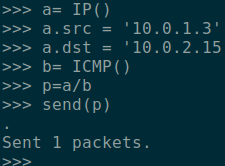 >>> a= IP()
>>> a.src = '10.0.1.3'
>>> a.dst = '10.0.2.15
>>> b= ICMP()
>>> p=a/b
>>> send(p)
.
Sent 1 packets.
>>>